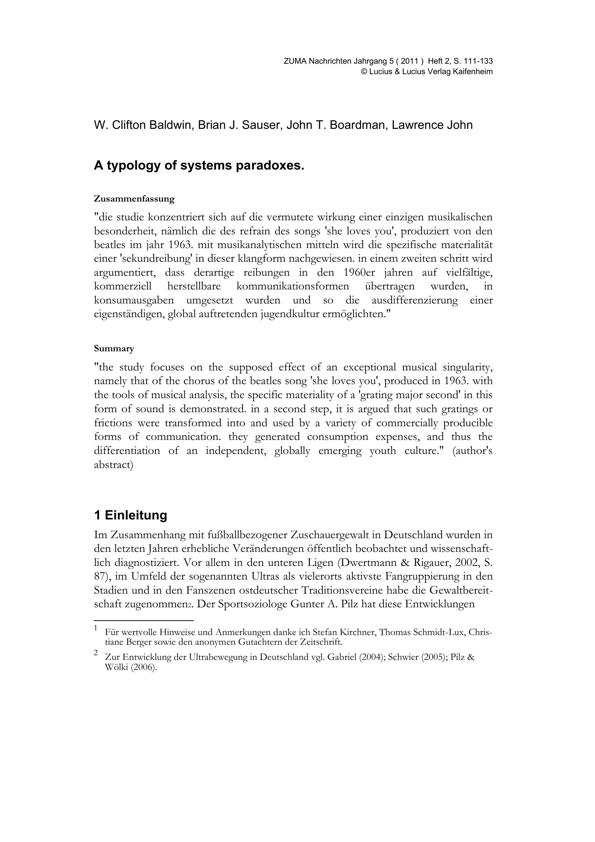 ZUMA Nachrichten Jahrgang 5 ( 2011 ) Heft 2, S. 111-133
© Lucius & Lucius Verlag Kaifenheim
W. Clifton Baldwin, Brian J. Sauser, John T. Boardman, Lawrence John
A typology of systems paradoxes.
Zusammenfassung
"die studie konzentriert sich auf die vermutete wirkung einer einzigen musikalischen
besonderheit, nämlich die des refrain des songs 'she loves you', produziert von den
beatles im jahr 1963. mit musikanalytischen mitteln wird die spezifische materialität
einer 'sekundreibung' in dieser klangform nachgewiesen. in einem zweiten schritt wird
argumentiert, dass derartige reibungen in den 1960er jahren auf vielfältige,
kommerziell herstellbare kommunikationsformen übertragen wurden, in
konsumausgaben umgesetzt wurden und so die ausdifferenzierung einer
eigenständigen, global auftretenden jugendkultur ermöglichten."
Summary
"the study focuses on the supposed effect of an exceptional musical singularity,
namely that of the chorus of the beatles song 'she loves you', produced in 1963. with
the tools of musical analysis, the specific materiality of a 'grating major second' in this
form of sound is demonstrated. in a second step, it is argued that such gratings or
frictions were transformed into and used by a variety of commercially producible
forms of communication. they generated consumption expenses, and thus the
differentiation of an independent, globally emerging youth culture." (author's
abstract)
1 Einleitung
Im Zusammenhang mit fußballbezogener Zuschauergewalt in Deutschland wurden in
den letzten Jahren erhebliche Veränderungen öffentlich beobachtet und wissenschaft-
lich diagnostiziert. Vor allem in den unteren Ligen (Dwertmann & Rigauer, 2002, S.
87), im Umfeld der sogenannten Ultras als vielerorts aktivste Fangruppierung in den
Stadien und in den Fanszenen ostdeutscher Traditionsvereine habe die Gewaltbereit-
schaft zugenommen2. Der Sportsoziologe Gunter A. Pilz hat diese Entwicklungen
1 Für wertvolle Hinweise und Anmerkungen danke ich Stefan Kirchner, Thomas Schmidt-Lux, Chris-
tiane Berger sowie den anonymen Gutachtern der Zeitschrift.
2 Zur Entwicklung der Ultrabewegung in Deutschland vgl. Gabriel (2004); Schwier (2005); Pilz &
Wölki (2006).